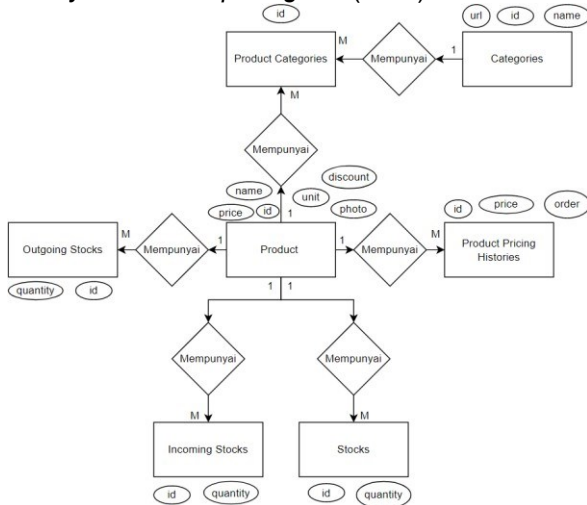 id
url
id
name
M
1
Product Categories
Mempunyai
Categories
M
Mempunyai
discount
name
unit
price
id
photo
id
price
order
1
M
1
1
M
Outgoing Stocks
Mempunyai
Product
Mempunyai
Product Pricing
Histories
quantity
id
1
1
Mempunyai
Mempunyai
M
M
Incoming Stocks
Stocks
id
quantity
id
quantity